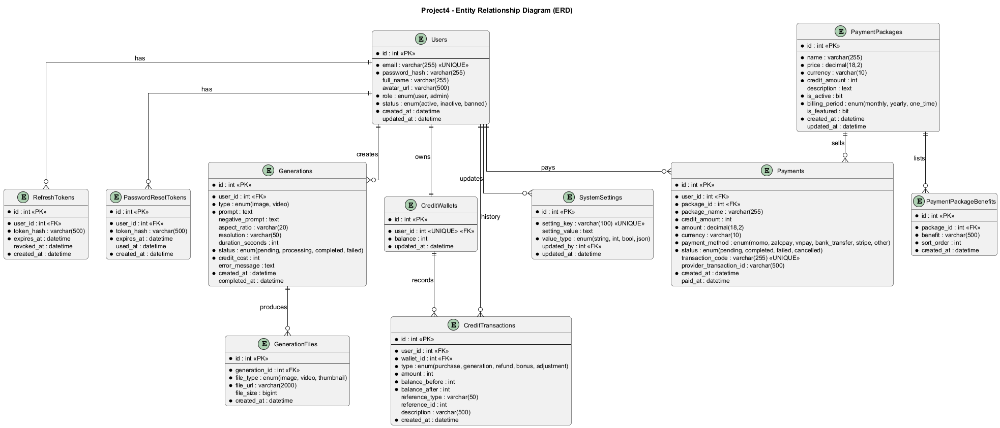 Project4 - Entity Relationship Diagram (ERD)
E Users
id : int «PK»
email : varchar(255) «UNIQUE»
password_hash : varchar(255)
full_name : varchar(255)
avatar_url : varchar(500)
role : enum(user, admin)
status : enum(active, inactive, banned)
created_at : datetime
updated_at : datetime
E PaymentPackages
id : int «PK»
name : varchar(255)
price : decimal(18,2)
currency : varchar(10)
credit_amount : int
description : text
is_active : bit
billing_period : enum(monthly, yearly, one_time)
is_featured : bit
created_at : datetime
updated_at : datetime
has
has
creates
owns
updates
history
pays
sells
lists
E RefreshTokens
id : int «PK»
user_id : int «FK»
token_hash : varchar(500)
expires_at : datetime
revoked_at : datetime
created_at : datetime
E PasswordResetTokens
id : int «PK»
user_id : int «FK»
token_hash : varchar(500)
expires_at : datetime
used_at : datetime
created_at : datetime
E Generations
id : int «PK»
user_id : int «FK»
type : enum(image, video)
prompt : text
negative_prompt : text
aspect_ratio : varchar(20)
resolution : varchar(50)
duration_seconds : int
status : enum(pending, processing, completed, failed)
credit_cost : int
error_message : text
created_at : datetime
completed_at : datetime
E CreditWallets
id : int «PK»
user_id : int «UNIQUE» «FK»
balance : int
updated_at : datetime
E SystemSettings
id : int «PK»
setting_key : varchar(100) «UNIQUE»
setting_value : text
value_type : enum(string, int, bool, json)
updated_by : int «FK»
updated_at : datetime
E Payments
id : int «PK»
user_id : int «FK»
package_id : int «FK»
package_name : varchar(255)
credit_amount : int
amount : decimal(18,2)
currency : varchar(10)
payment_method : enum(momo, zalopay, vnpay, bank_transfer, stripe, other)
status : enum(pending, completed, failed, cancelled)
transaction_code : varchar(255) «UNIQUE»
provider_transaction_id : varchar(500)
created_at : datetime
paid_at : datetime
E PaymentPackageBenefits
id : int «PK»
package_id : int «FK»
benefit : varchar(500)
sort_order : int
created_at : datetime
produces
records
E GenerationFiles
id : int «PK»
generation_id : int «FK»
file_type : enum(image, video, thumbnail)
file_url : varchar(2000)
file_size : bigint
created_at : datetime
E CreditTransactions
id : int «PK»
user_id : int «FK»
wallet_id : int «FK»
type : enum(purchase, generation, refund, bonus, adjustment)
amount : int
balance_before : int
balance_after : int
reference_type : varchar(50)
reference_id : int
description : varchar(500)
created_at : datetime